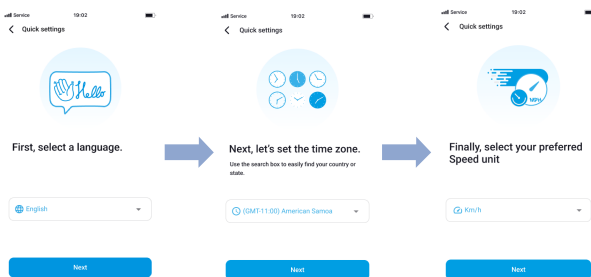 Service 19:02
Quick settings
Hello
First, select a language.
English
Next
Service 19:02
Quick settings
Next, let's set the time zone.
Use the search box to easily find your country or
state.
(GMT-11:00) American Samoa
Next
Service 19:02
Quick settings
MPH
Finally, select your preferred
Speed unit
Km/h
Next